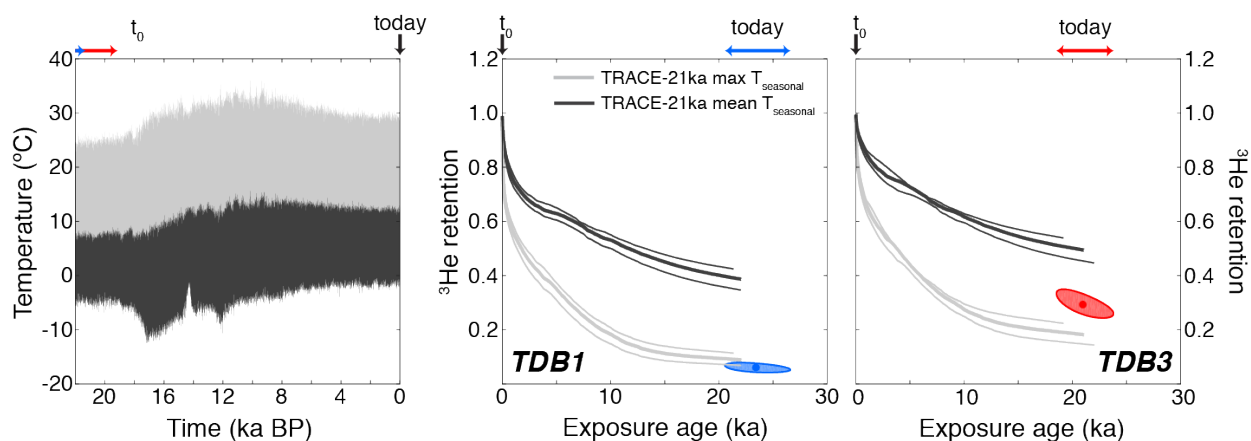 t0
today
40
30
20
10
0
-10
-20
Temperature (°C)
20
16
12
8
4
0
Time (ka BP)
t0
today
1.2
1.0
0.8
0.6
0.4
0.2
³He retention
TRACE-21ka max Tseasonal
TRACE-21ka mean Tseasonal
TDB1
0
10
20
30
Exposure age (ka)
t0
today
1.2
1.0
0.8
0.6
0.4
0.2
³He retention
TDB3
0
10
20
30
Exposure age (ka)